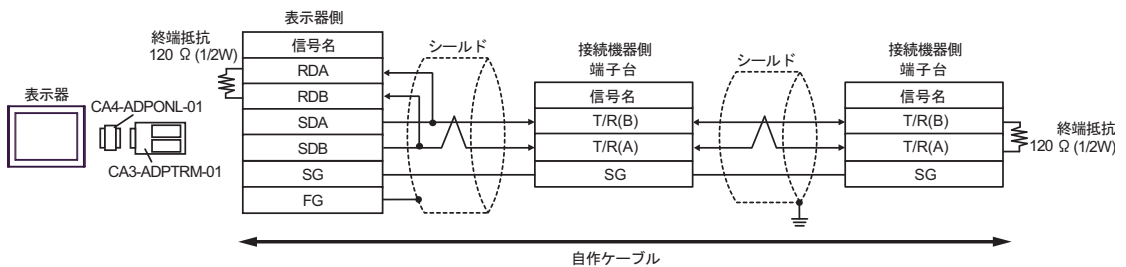 表示器側
終端抵抗
120 Ω (1/2W)
信号名
RDA
RDB
SDA
SDB
SG
FG
表示器
CA4-ADPONL-01
CA3-ADPTRM-01
シールド
接続機器側
端子台
信号名
T/R(B)
T/R(A)
SG
シールド
接続機器側
端子台
信号名
T/R(B)
T/R(A)
SG
終端抵抗
120 Ω (1/2W)
自作ケーブル